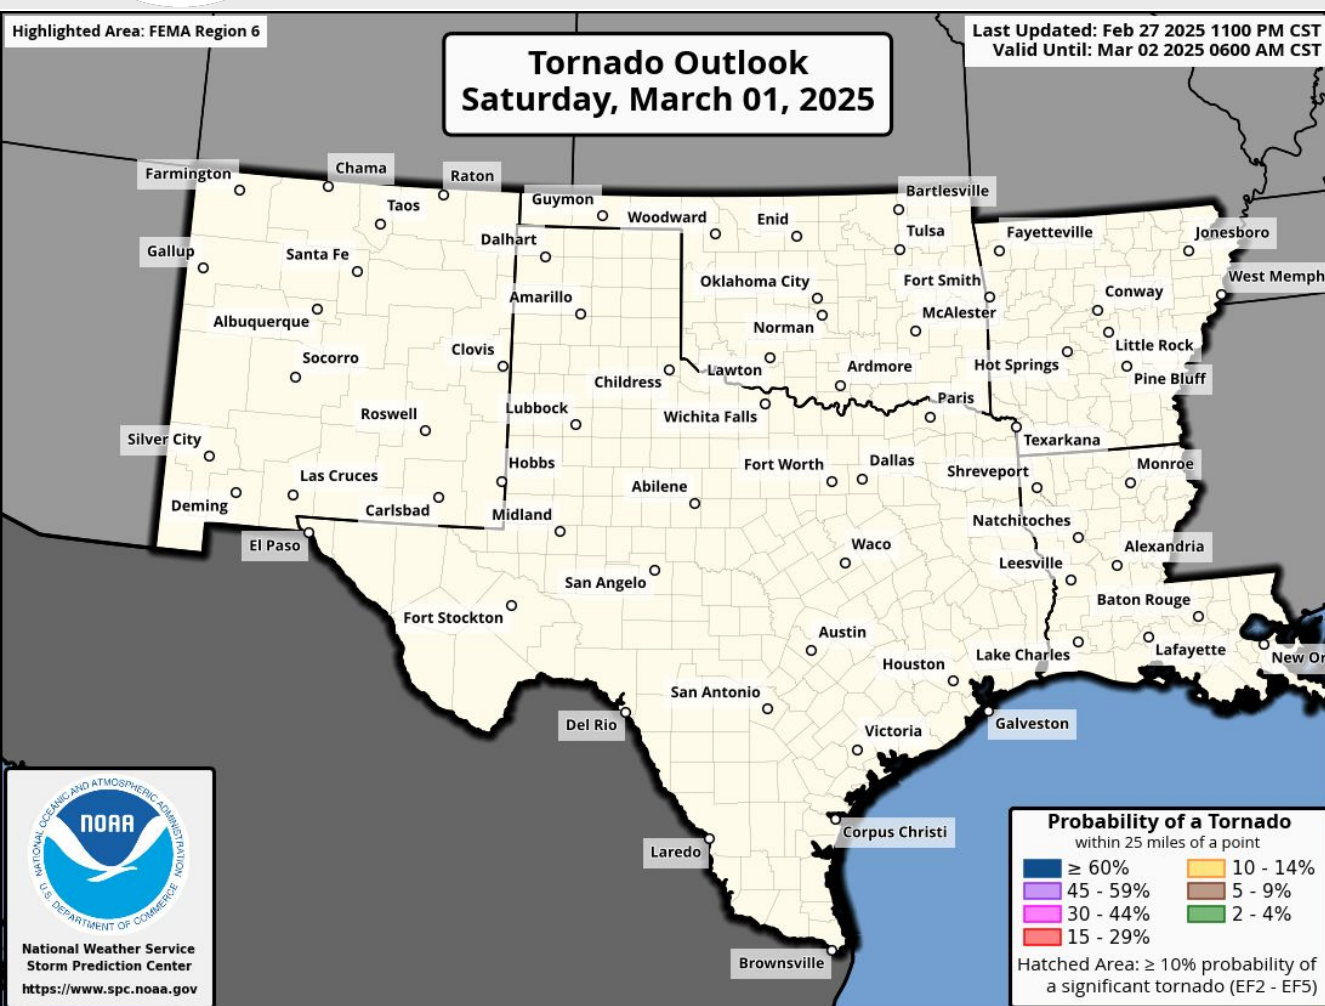 Highlighted Area: FEMA Region 6
Last Updated: Feb 27 2025 1100 PM CST
Valid Until: Mar 02 2025 0600 AM CST
Tornado Outlook
Saturday, March 01, 2025
Farmington
Chama
Raton
Taos
Guymon
Woodward
Enid
Bartlesville
Tulsa
Fayetteville
Jonesboro
Gallup
Santa Fe
Dalhart
Oklahoma City
Fort Smith
West Memph
Albuquerque
Amarillo
Norman
McAlester
Conway
Little Rock
Socorro
Clovis
Childress
Lawton
Ardmore
Hot Springs
Pine Bluff
Roswell
Lubbock
Wichita Falls
Paris
Texarkana
Silver City
Las Cruces
Hobbs
Fort Worth
Dallas
Shreveport
Monroe
Deming
Carlsbad
Midland
Abilene
Natchitoches
El Paso
San Angelo
Waco
Leesville
Alexandria
Fort Stockton
Baton Rouge
Austin
Houston
Lake Charles
Lafayette
New Or
San Antonio
Del Rio
Victoria
Galveston
Corpus Christi
Laredo
Brownsville
NATIONAL OCEANIC AND ATMOSPHERIC ADMINISTRATION
NOAA
U.S. DEPARTMENT OF COMMERCE
National Weather Service
Storm Prediction Center
https://www.spc.noaa.gov
Probability of a Tornado
within 25 miles of a point
≥ 60%
10 - 14%
45 - 59%
5 - 9%
30 - 44%
2 - 4%
15 - 29%
Hatched Area: ≥ 10% probability of
a significant tornado (EF2 - EF5)